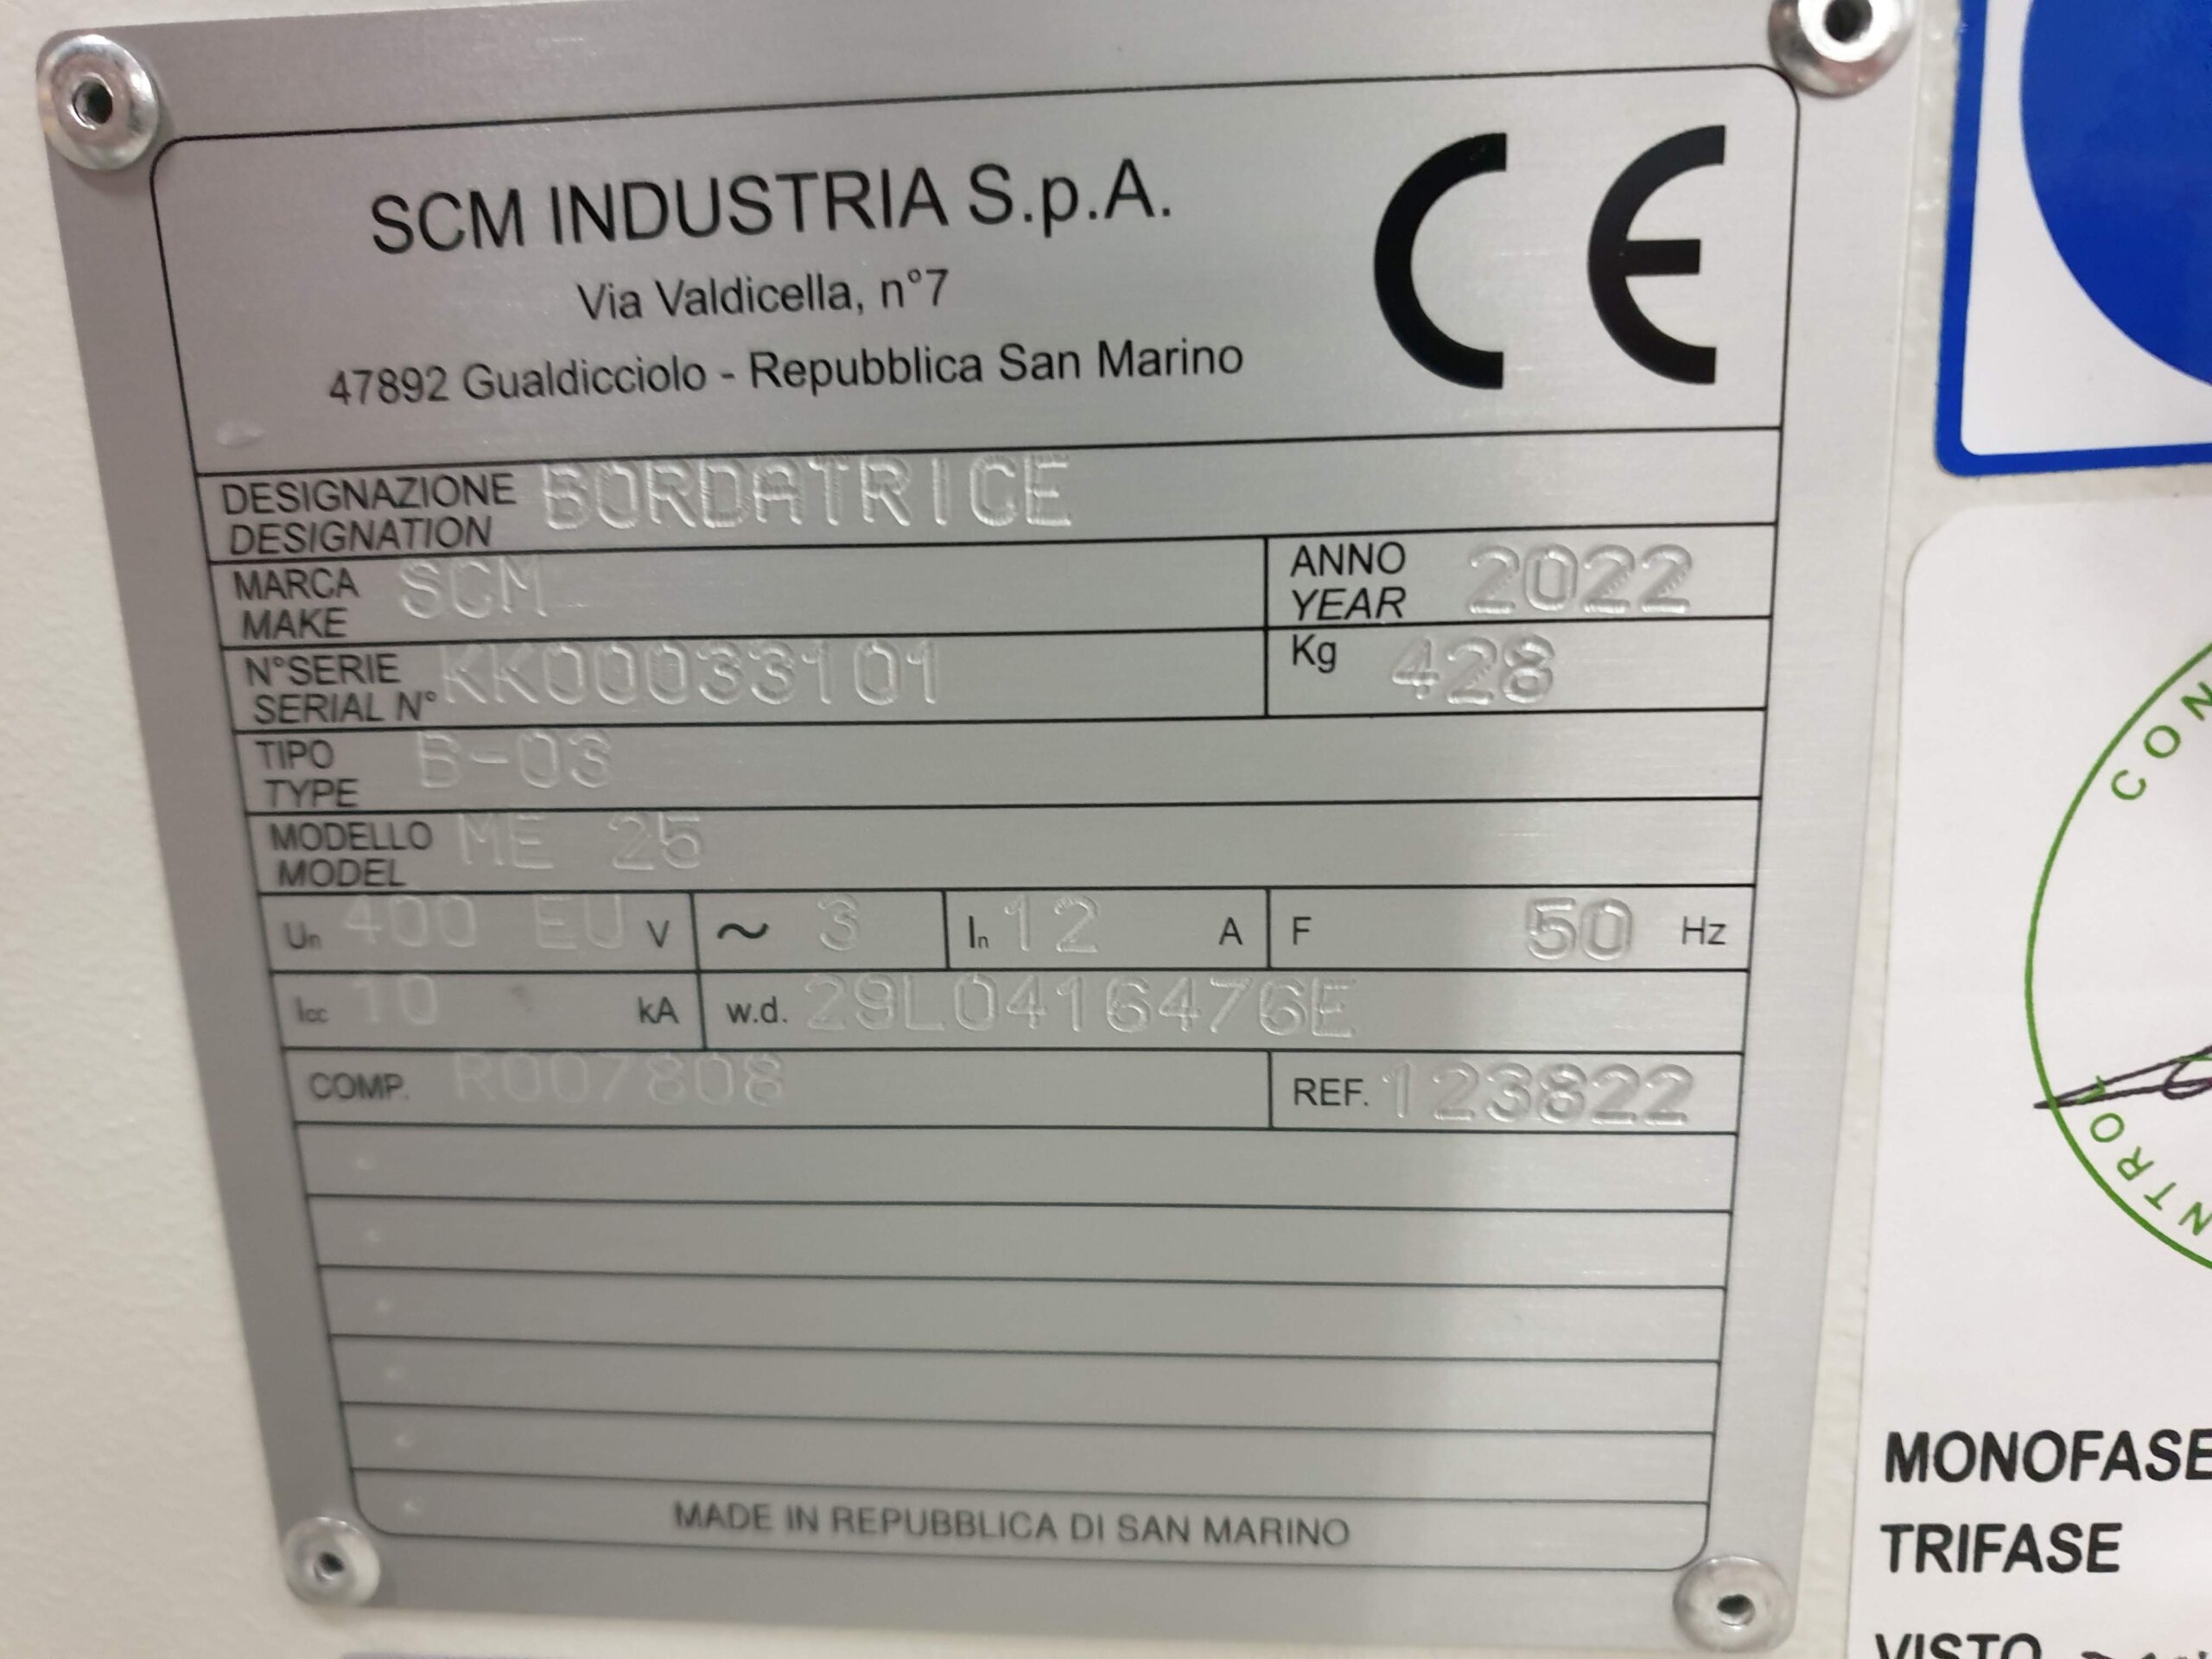 SCM INDUSTRIA S.p.A.
Via Valdicella, n°7
47892 Gualdicciolo - Repubblica San Marino
CE
DESIGNAZIONE BORDATRICE
DESIGNATION
MARCA SCM
MAKE
ANNO 2022
YEAR
N°SERIE KK00033101
SERIAL N°
Kg 428
TIPO B-03
TYPE
MODELLO ME 25
MODEL
Un 400 EU V ~ 3 In 12 A F 50 Hz
Icc 10 kA w.d. 29L0416476E
COMP. R007808 REF. 123822
MADE IN REPUBBLICA DI SAN MARINO
MONOFASE
TRIFASE
VISTO